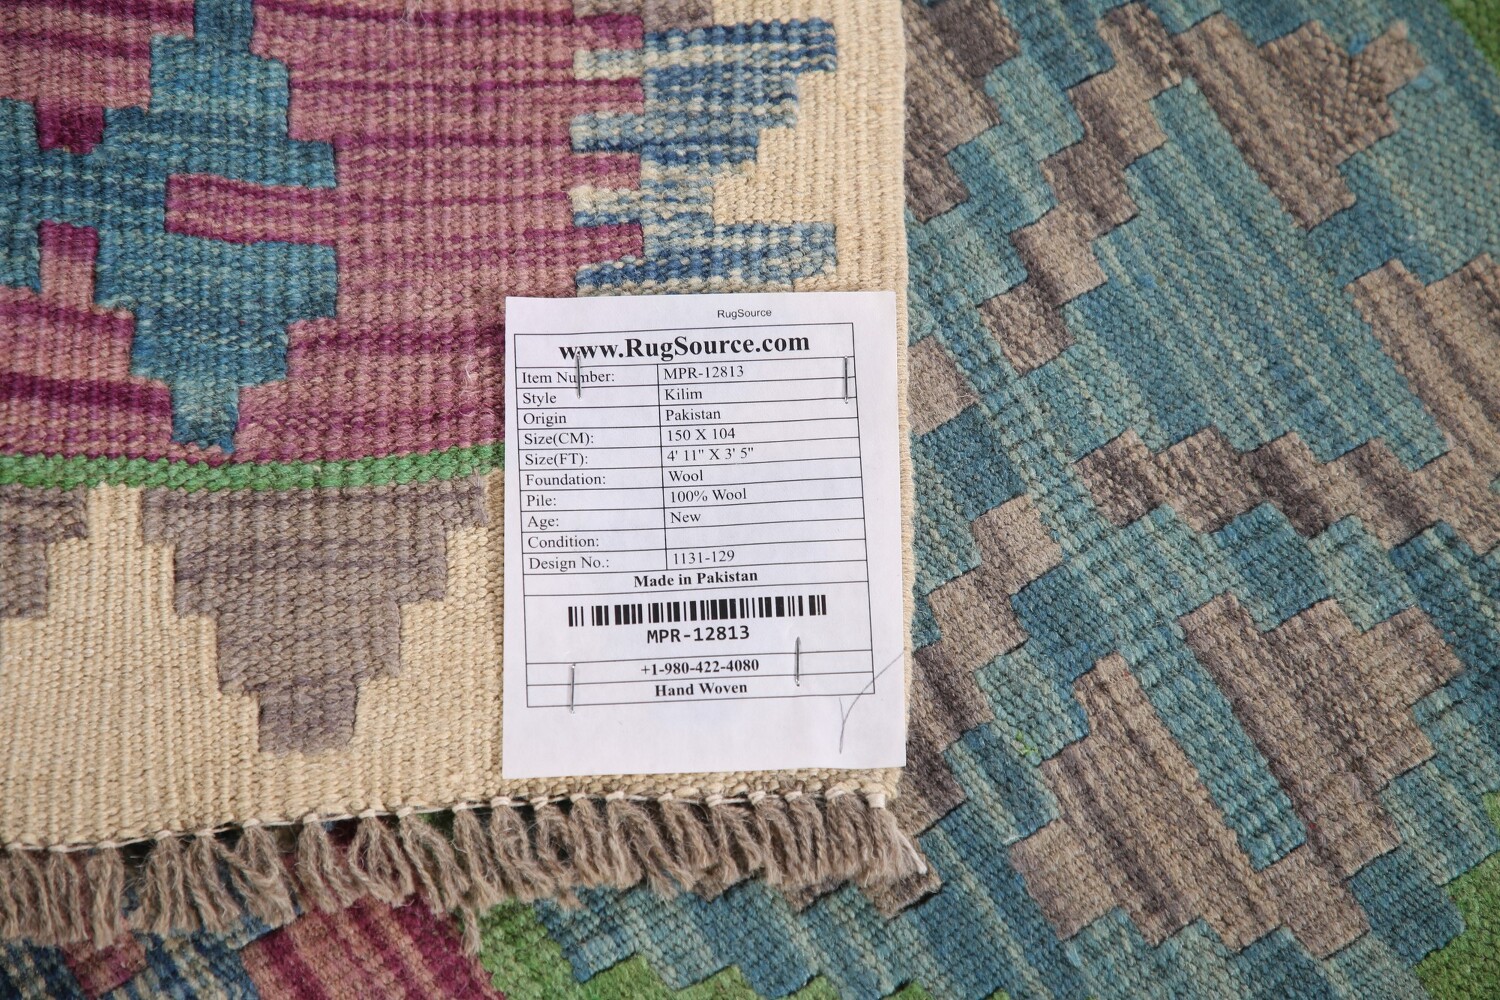 RugSource
www.RugSource.com
Item Number: MPR-12813
Style Kilim
Origin Pakistan
Size(CM): 150 X 104
Size(FT): 4' 11" X 3' 5"
Foundation: Wool
Pile: 100% Wool
Age: New
Condition:
Design No.: 1131-129
Made in Pakistan
MPR-12813
+1-980-422-4080
Hand Woven